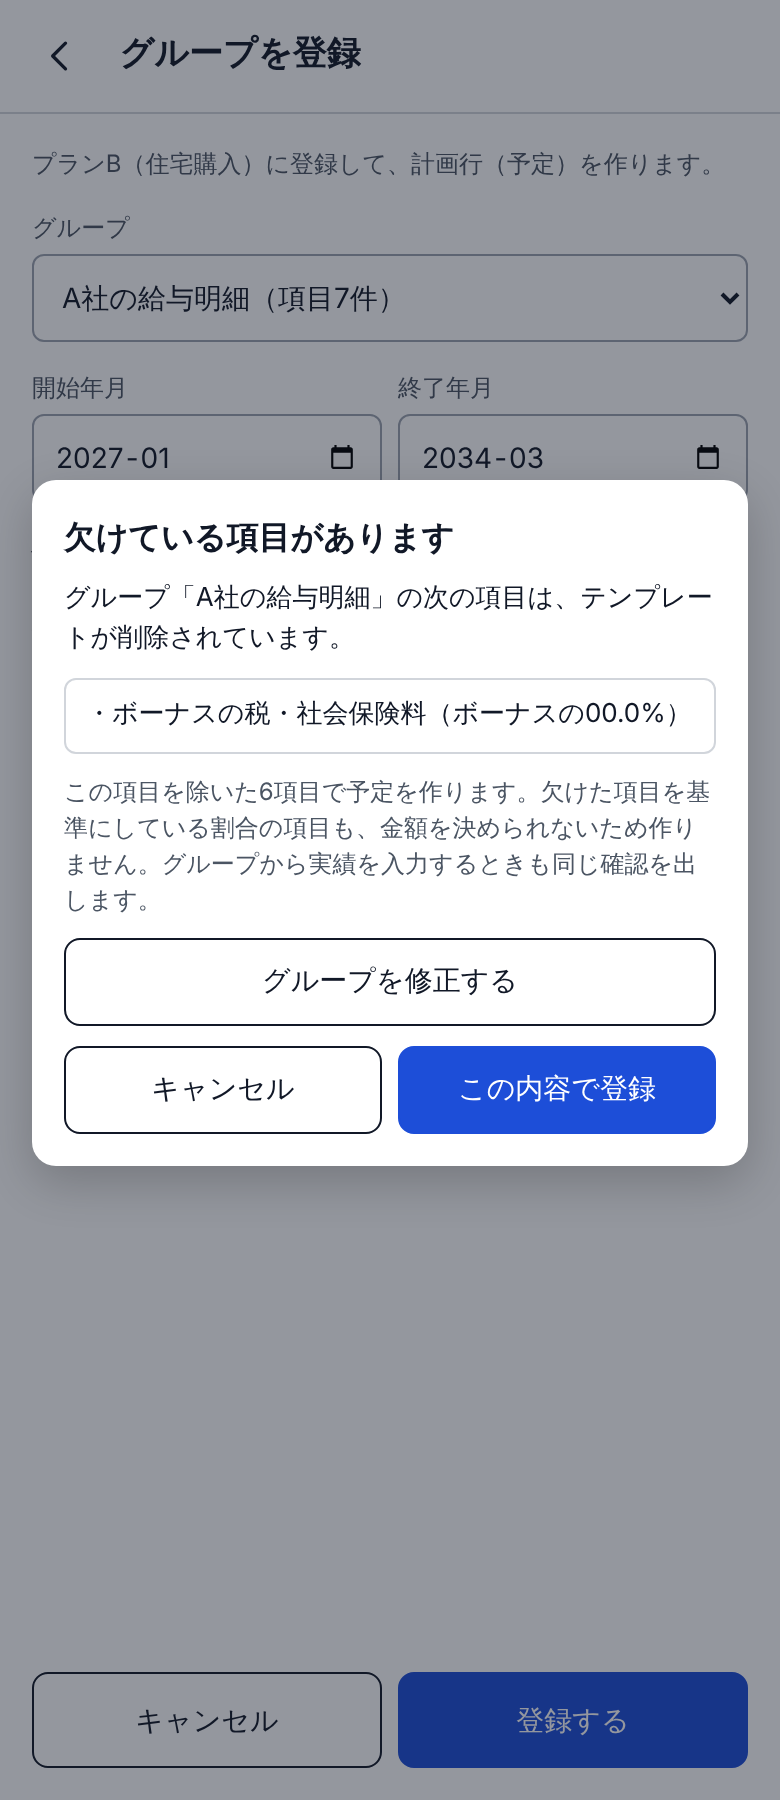 グループを登録
プランB（住宅購入）に登録して、計画行（予定）を作ります。
グループ
A社の給与明細（項目7件）
開始年月 終了年月
2027-01 2034-03
欠けている項目があります
グループ「A社の給与明細」の次の項目は、テンプレー
トが削除されています。
・ボーナスの税・社会保険料（ボーナスの00.0%）
この項目を除いた6項目で予定を作ります。欠けた項目を基
準にしている割合の項目も、金額を決められないため作り
ません。グループから実績を入力するときも同じ確認を出
します。
グループを修正する
キャンセル この内容で登録
キャンセル 登録する